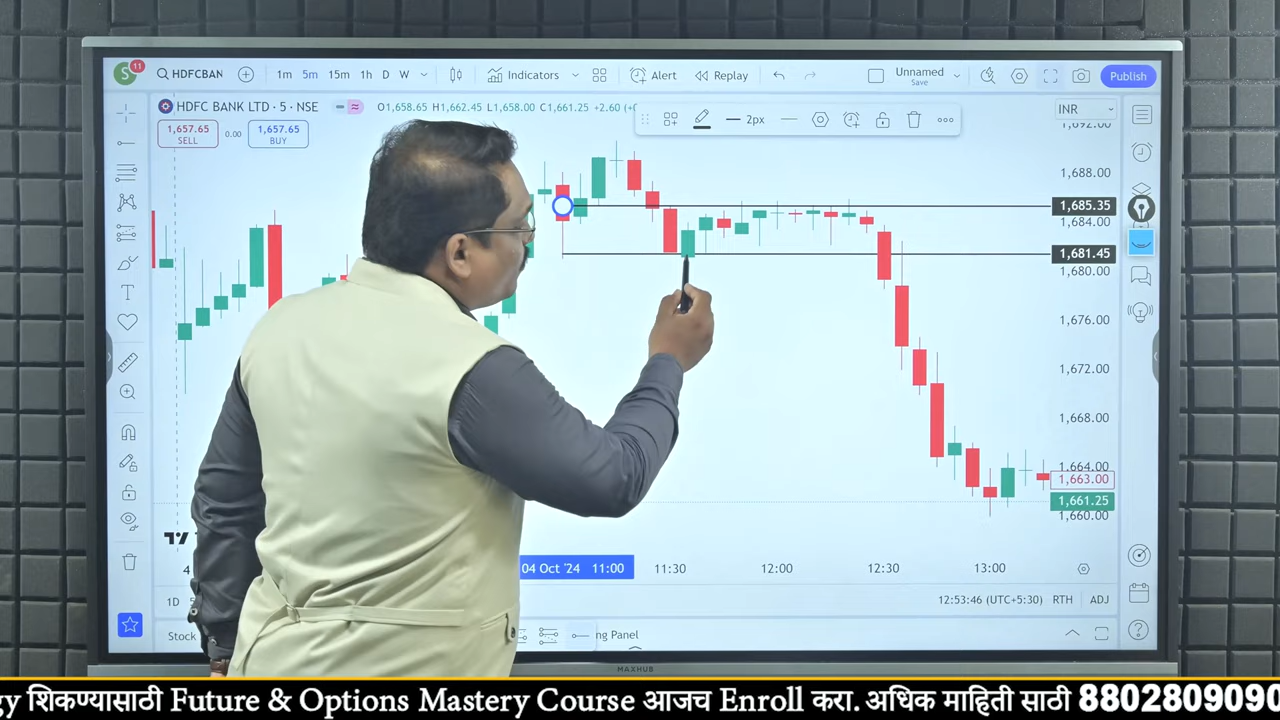 S 11 HDFCBAN 1m 5m 15m 1h D W Indicators Alert Replay Unnamed Save Publish
HDFC BANK LTD · 5 · NSE O1,658.65 H1,662.45 L1,658.00 C1,661.25 +2.60
2px
INR
1,657.65 SELL 0.00 1,657.65 BUY
1,692.00
1,688.00
1,685.35
1,684.00
1,681.45
1,680.00
1,676.00
1,672.00
1,668.00
1,664.00
1,663.00
1,661.25
1,660.00
4 04 Oct '24 11:00 11:30 12:00 12:30 13:00
1D 12:53:46 (UTC+5:30) RTH ADJ
Stock ng Panel
MAXHUB
gy शिकण्यासाठी Future & Options Mastery Course आजच Enroll करा. अधिक माहिती साठी 8802809090